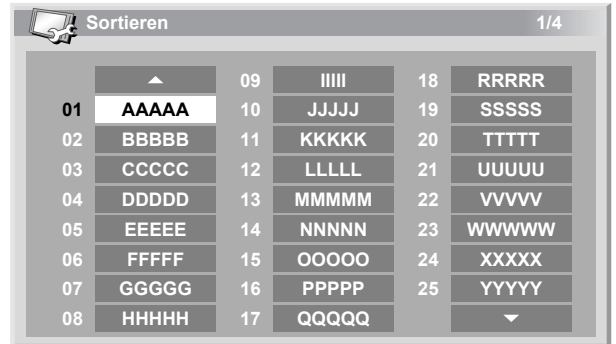 Sortieren 1/4
01 AAAAA
02 BBBBB
03 CCCCC
04 DDDDD
05 EEEEE
06 FFFFF
07 GGGGG
08 HHHHH
09 IIIII
10 JJJJJ
11 KKKKK
12 LLLLL
13 MMMMM
14 NNNNN
15 OOOOO
16 PPPPP
17 QQQQQ
18 RRRRR
19 SSSSS
20 TTTTT
21 UUUUU
22 VVVVV
23 WWWWW
24 XXXXX
25 YYYYY